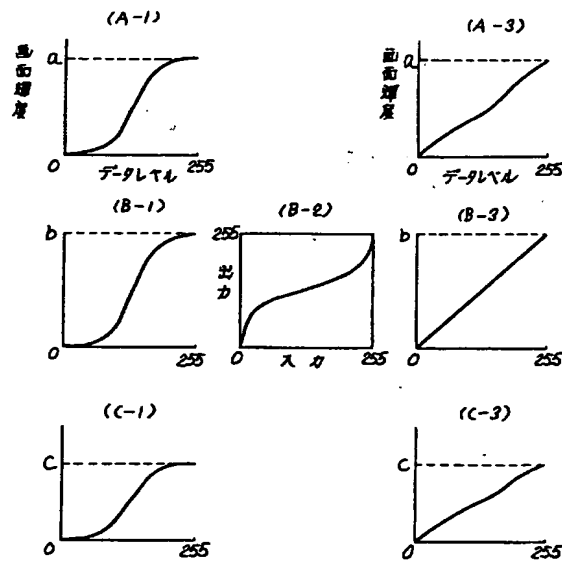 (A-1)
画面輝度
a
0
データレベル
255
(A-3)
画面輝度
a
0
データレベル
255
(B-1)
b
0
255
(B-2)
255
出力
0
入力
255
(B-3)
b
0
255
(C-1)
C
0
255
(C-3)
C
0
255